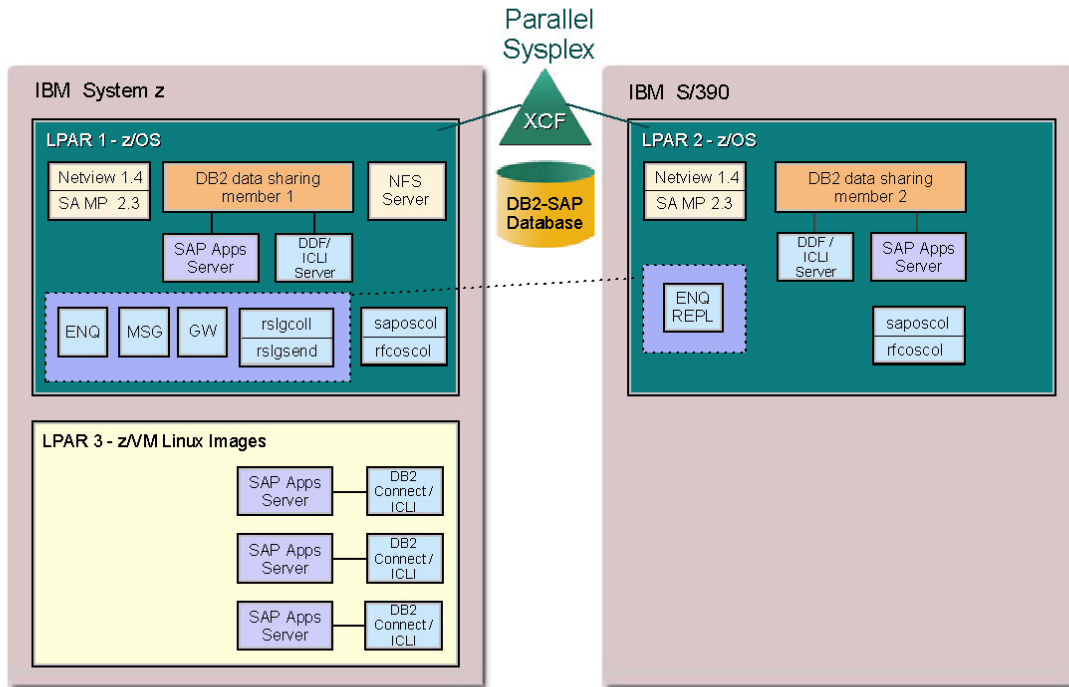 Parallel
Sysplex
XCF
DB2-SAP
Database
IBM System z
LPAR 1 - z/OS
Netview 1.4
SA MP 2.3
DB2 data sharing
member 1
NFS
Server
SAP Apps
Server
DDF/
ICLI
Server
ENQ
MSG
GW
rslgcoll
rslgsend
saposcol
rfcoscol
LPAR 3 - z/VM Linux Images
SAP Apps
Server
DB2
Connect /
ICLI
SAP Apps
Server
DB2
Connect /
ICLI
SAP Apps
Server
DB2
Connect /
ICLI
IBM S/390
LPAR 2 - z/OS
Netview 1.4
SA MP 2.3
DB2 data sharing
member 2
DDF /
ICLI
Server
SAP Apps
Server
ENQ
REPL
saposcol
rfcoscol